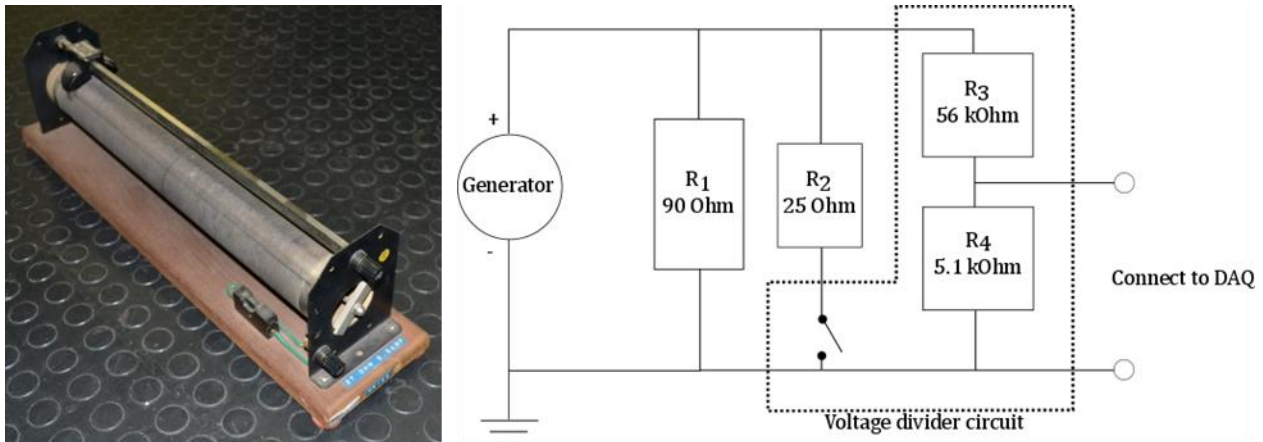 +
Generator
-
R1
90 Ohm
R2
25 Ohm
R3
56 kOhm
R4
5.1 kOhm
Connect to DAQ
Voltage divider circuit